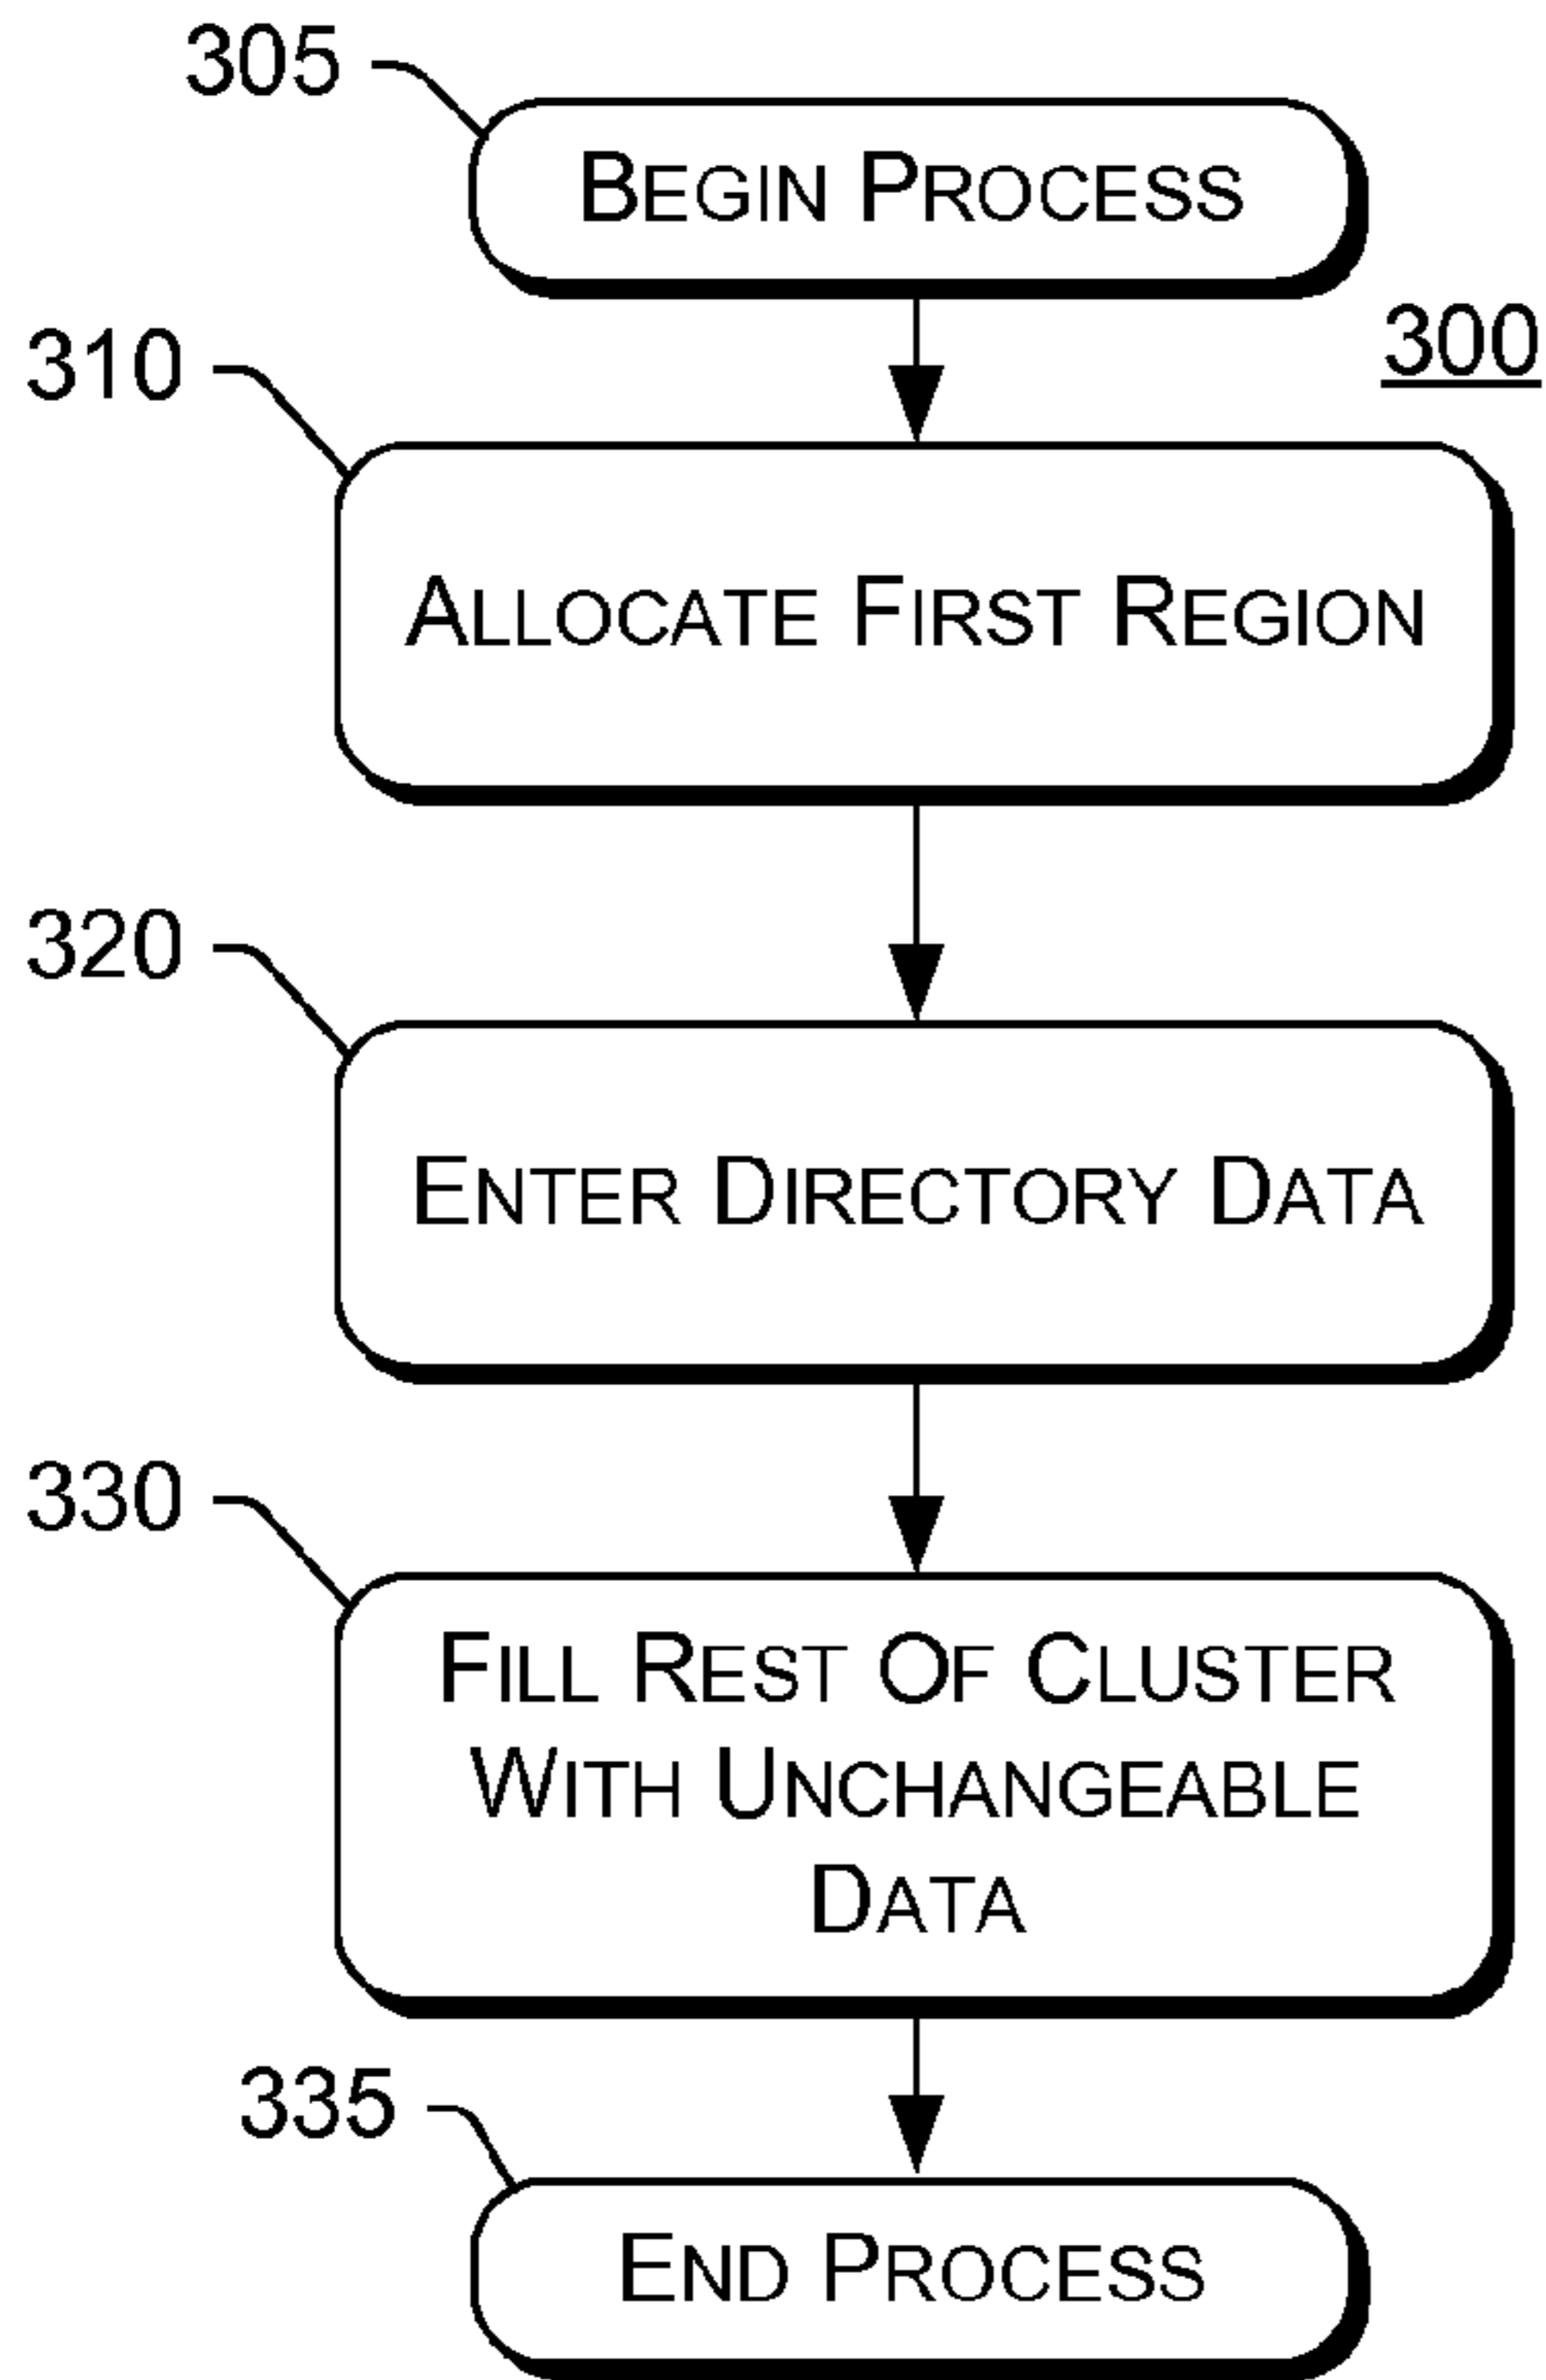 305
BEGIN PROCESS
300
310
ALLOCATE FIRST REGION
320
ENTER DIRECTORY DATA
330
FILL REST OF CLUSTER
WITH UNCHANGEABLE
DATA
335
END PROCESS